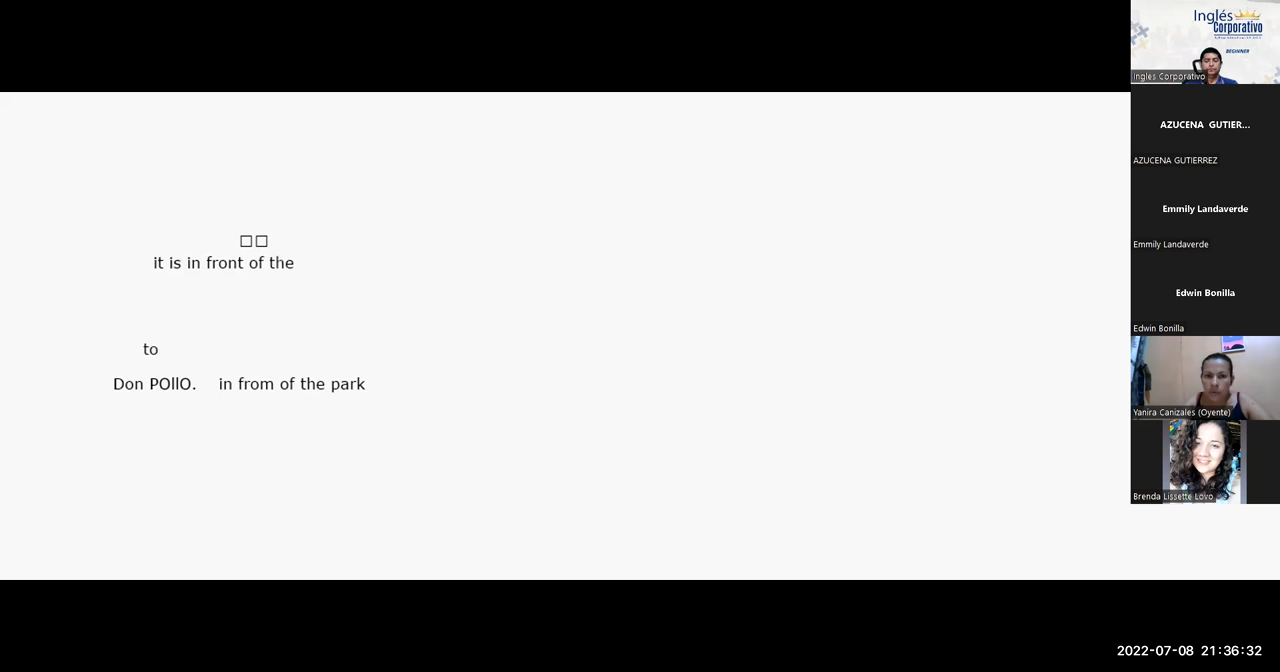 Inglés
Corporativo
BEGINNER
Ingles Corporativo
AZUCENA GUTIER...
AZUCENA GUTIERREZ
Emmily Landaverde
Emmily Landaverde
Edwin Bonilla
Edwin Bonilla
Yanira Canizales (Oyente)
Brenda Lissette Lovo
□□
it is in front of the
to
Don POllO. in from of the park
2022-07-08 21:36:32